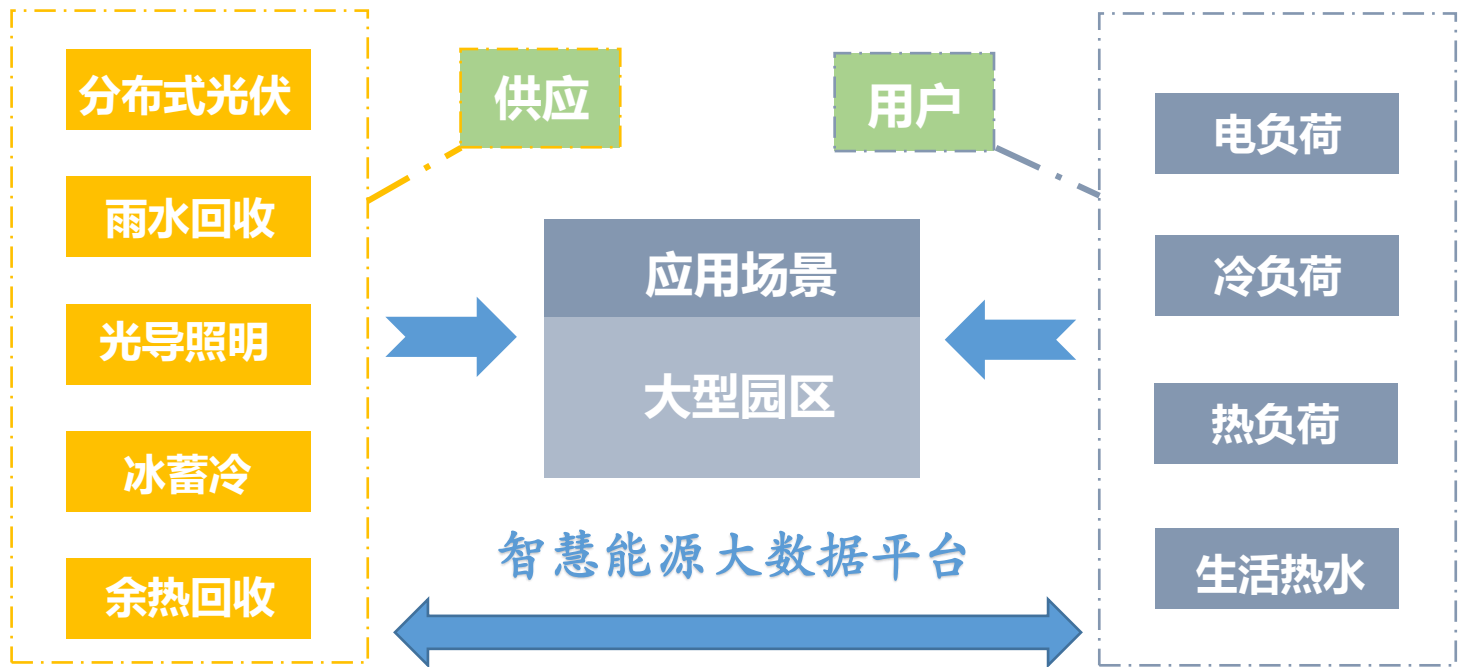 分布式光伏
雨水回收
光导照明
冰蓄冷
余热回收
供应
用户
应用场景
大型园区
智慧能源大数据平台
电负荷
冷负荷
热负荷
生活热水